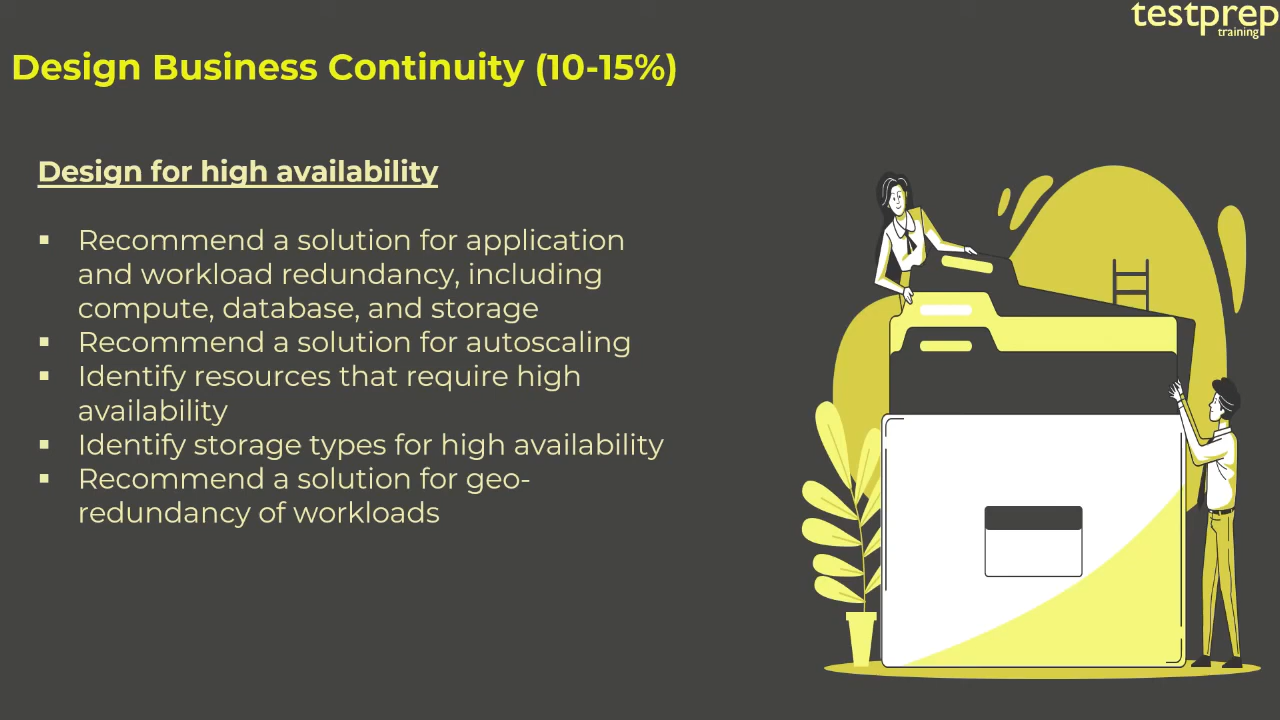 testprep
training
Design Business Continuity (10-15%)
Design for high availability
▪ Recommend a solution for application
and workload redundancy, including
compute, database, and storage
▪ Recommend a solution for autoscaling
▪ Identify resources that require high
availability
▪ Identify storage types for high availability
▪ Recommend a solution for geo-
redundancy of workloads